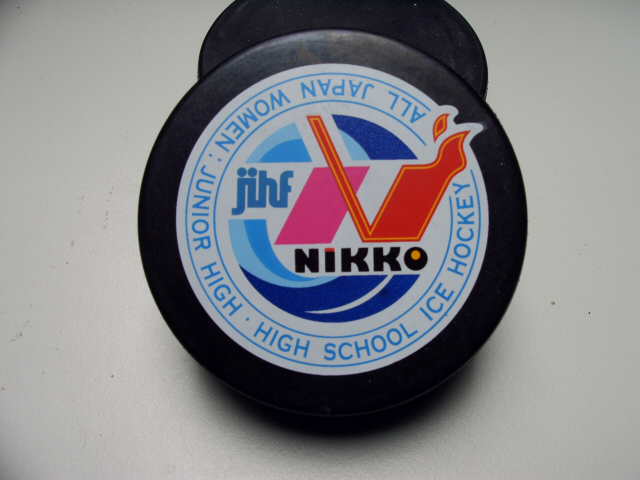 ALL JAPAN WOMEN: JUNIOR HIGH · HIGH SCHOOL ICE HOCKEY
jihf
NIKKO